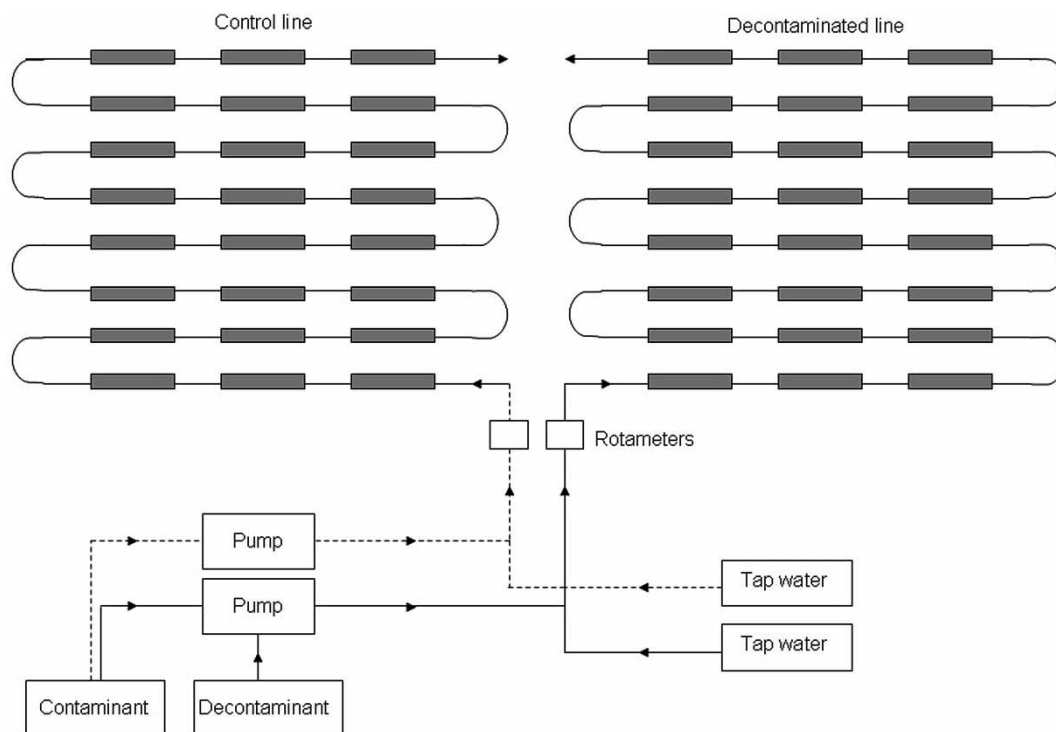 Control line
Decontaminated line
Rotameters
Pump
Tap water
Pump
Tap water
Contaminant
Decontaminant